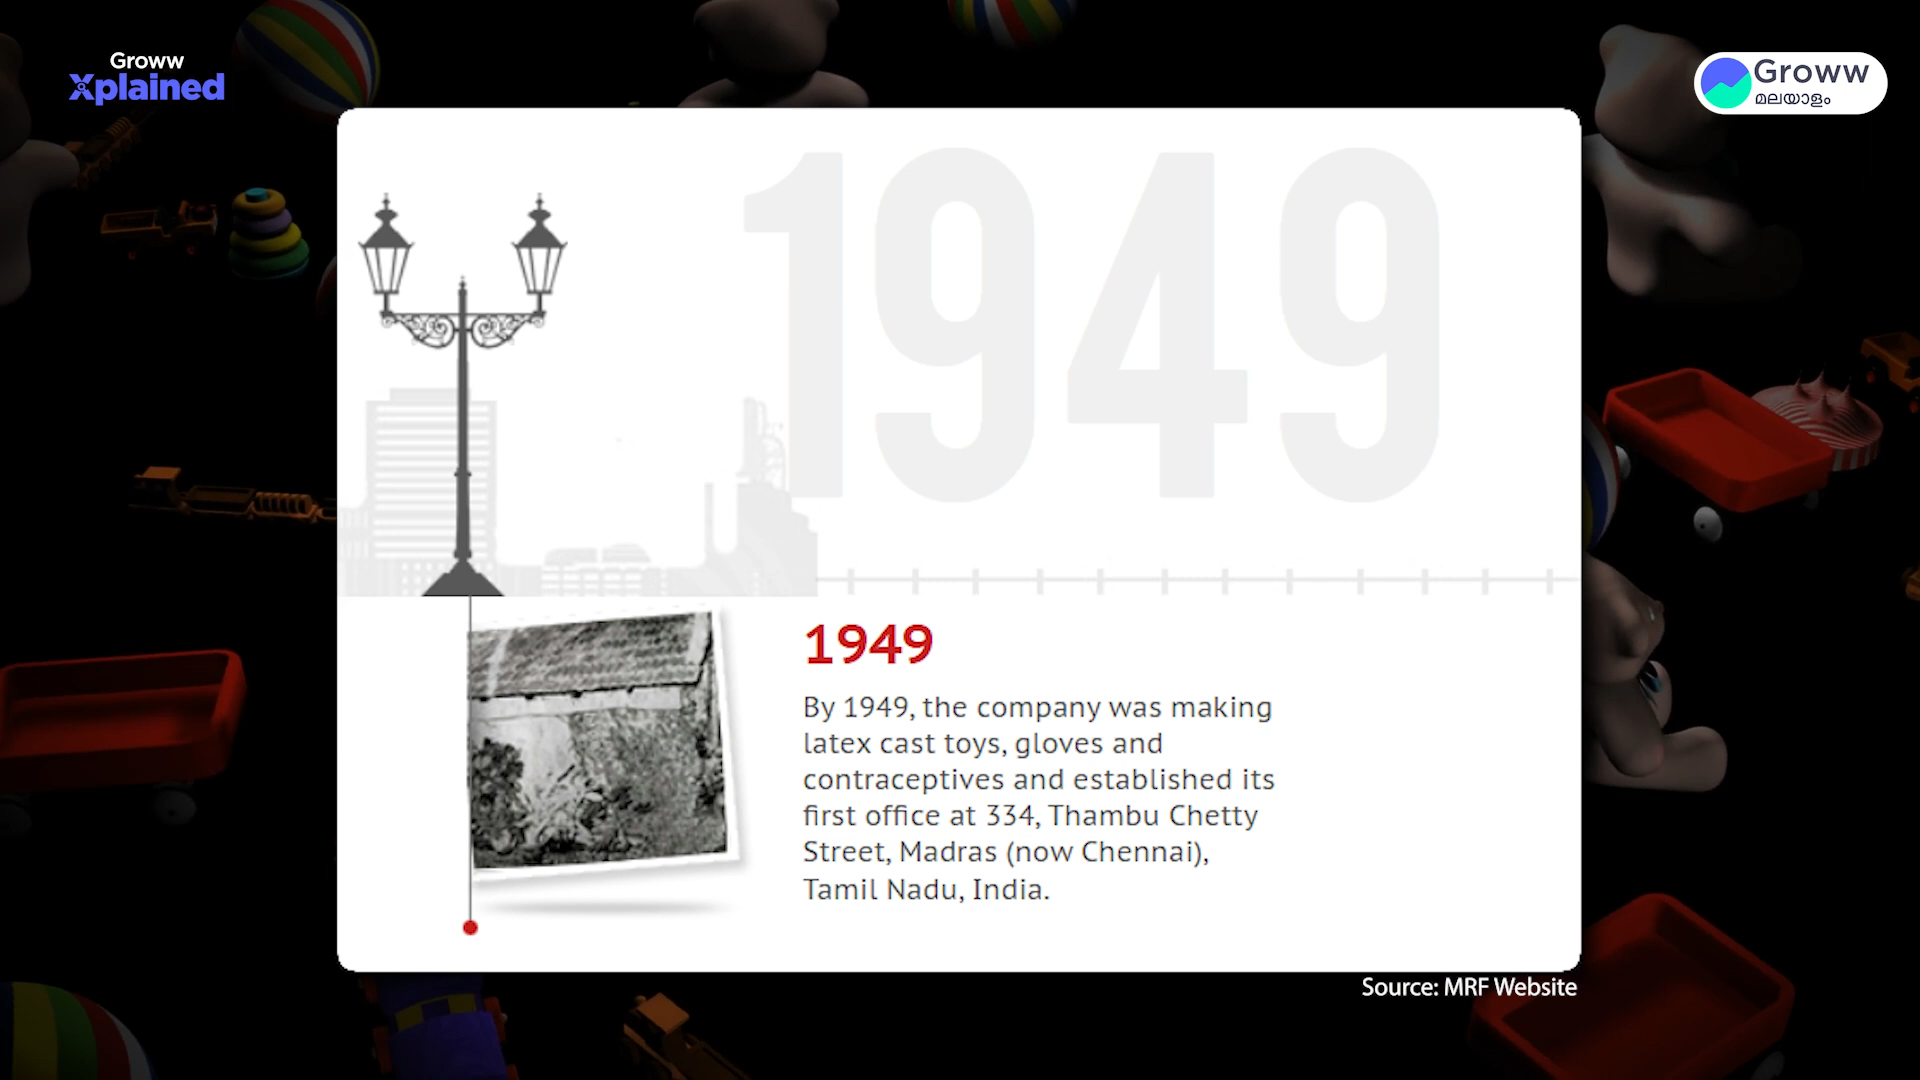 Groww
Xplained
Groww
മലയാളം
1949
1949
By 1949, the company was making
latex cast toys, gloves and
contraceptives and established its
first office at 334, Thambu Chetty
Street, Madras (now Chennai),
Tamil Nadu, India.
Source: MRF Website